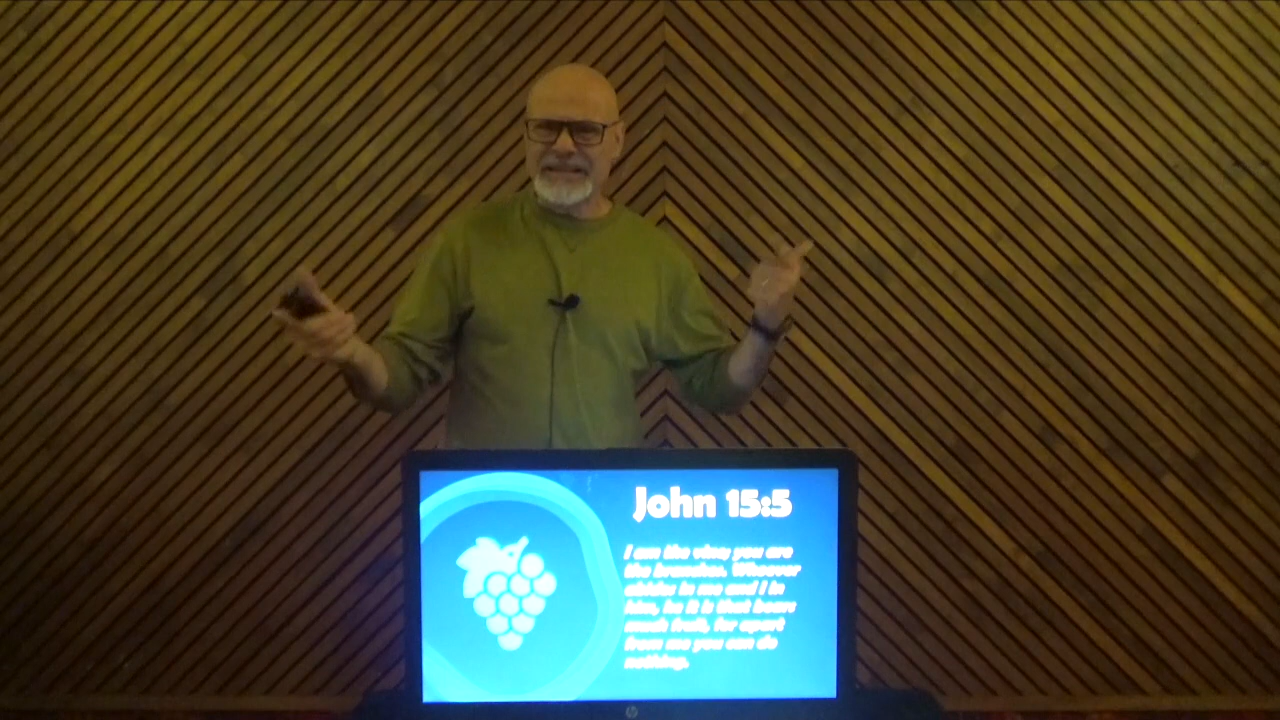 John 15:5
I am the vine; you are
the branches. Whoever
abides in me and I in
him, he it is that bears
much fruit, for apart
from me you can do
nothing.
hp